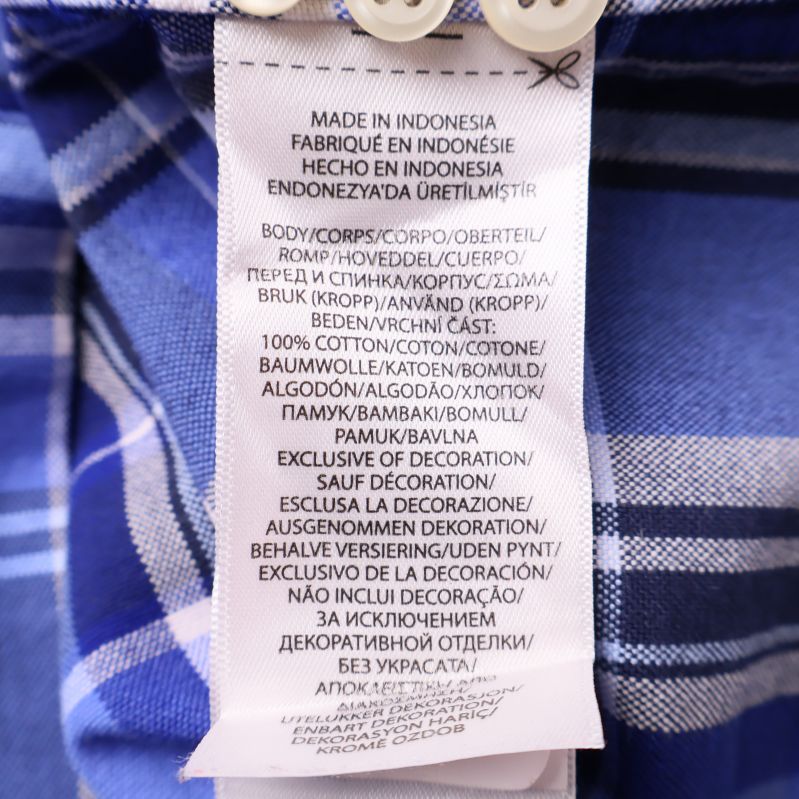 MADE IN INDONESIA
FABRIQUÉ EN INDONÉSIE
HECHO EN INDONESIA
ENDONEZYA'DA ÜRETİLMİŞTİR
BODY/CORPS/CORPO/OBERTEIL/
ROMP/HOVEDDEL/CUERPO/
ПЕРЕД И СПИНКА/КОРПУС/ΣΩΜΑ/
BRUK (KROPP)/ANVÄND (KROPP)/
BEDEN/VRCHNÍ ČÁST:
100% COTTON/COTON/COTONE/
BAUMWOLLE/KATOEN/BOMULD/
ALGODÓN/ALGODÃO/ХЛОПОК/
ПАМУК/BAMBAKI/BOMULL/
PAMUK/BAVLNA
EXCLUSIVE OF DECORATION/
SAUF DÉCORATION/
ESCLUSA LA DECORAZIONE/
AUSGENOMMEN DEKORATION/
BEHALVE VERSIERING/UDEN PYNT/
EXCLUSIVO DE LA DECORACIÓN/
NÃO INCLUI DECORAÇÃO/
ЗА ИСКЛЮЧЕНИЕМ
ДЕКОРАТИВНОЙ ОТДЕЛКИ/
БЕЗ УКРАСАТА/
ΑΠΟΚΛΕΙΣΤΙΚΗ ΑΠΟ
ΔΙΑΚΟΣΜΗΣΗ/
UTELUKKER DEKORASJON/
ENBART DEKORATION/
DEKORASYON HARİÇ/
KROMĚ OZDOB